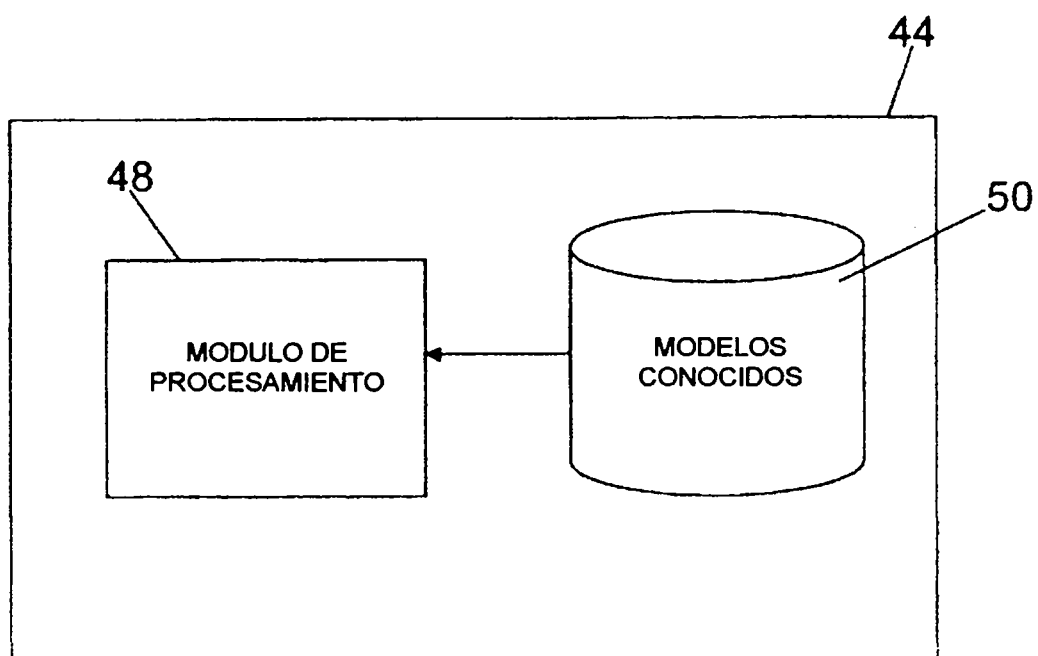 44
48
50
MODULO DE
PROCESAMIENTO
MODELOS
CONOCIDOS